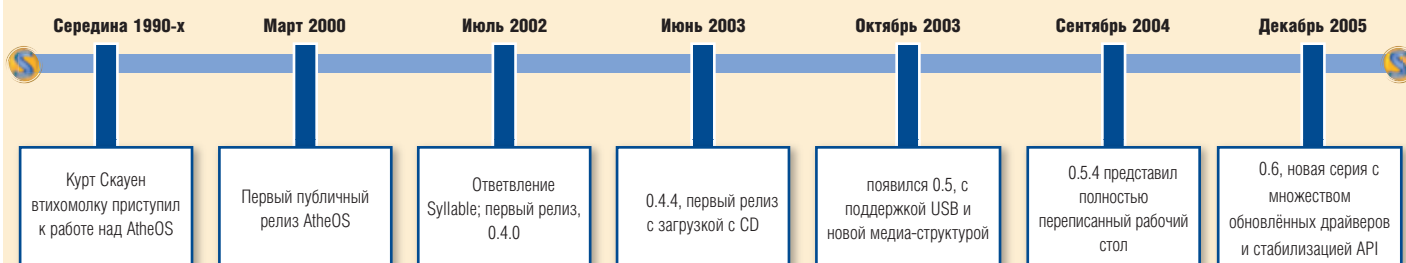 Середина 1990-х
Март 2000
Июль 2002
Июнь 2003
Октябрь 2003
Сентябрь 2004
Декабрь 2005
Курт Скауен
втихомолку приступил
к работе над AtheOS
Первый публичный
релиз AtheOS
Ответвление
Syllable; первый релиз,
0.4.0
0.4.4, первый релиз
с загрузкой с CD
появился 0.5, с
поддержкой USB и
новой медиа-структурой
0.5.4 представил
полностью
переписанный рабочий
стол
0.6, новая серия с
множеством
обновлённых драйверов
и стабилизацией API